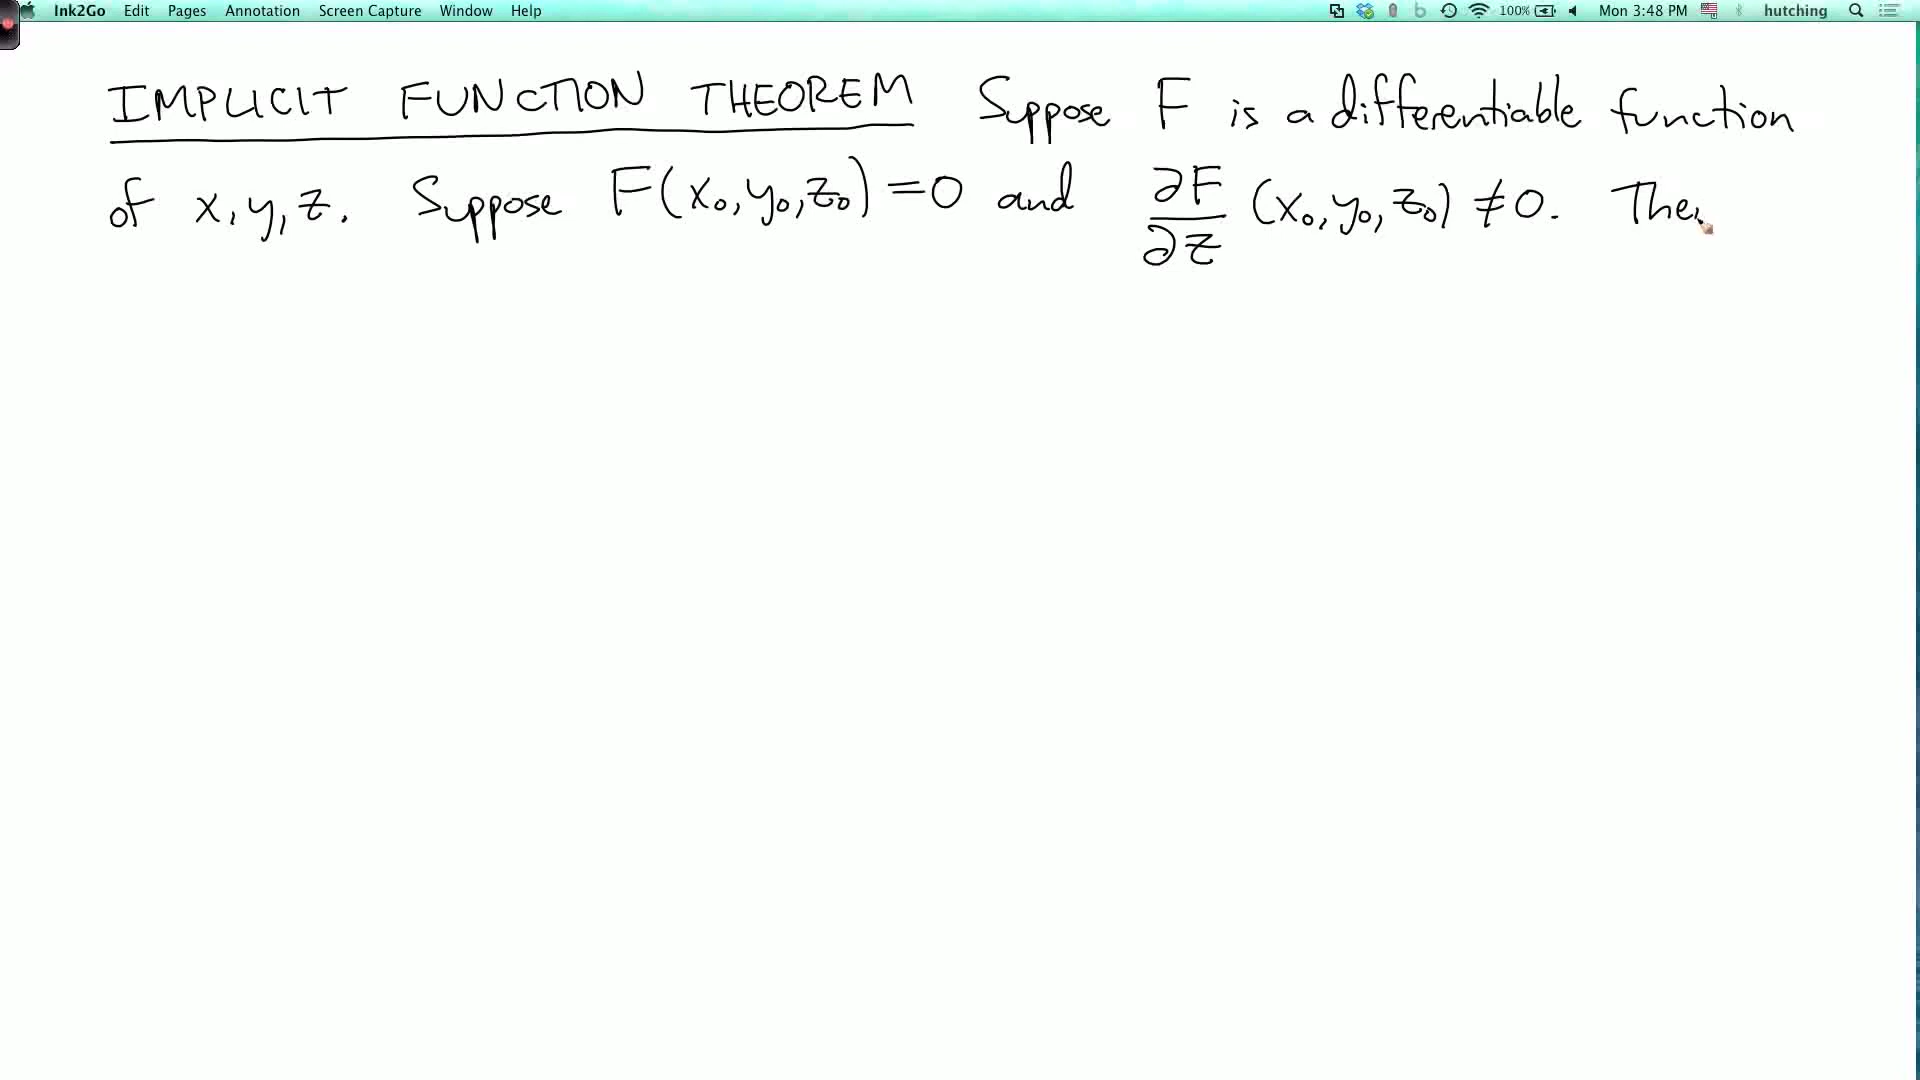 Ink2Go Edit Pages Annotation Screen Capture Window Help 100% Mon 3:48 PM hutching
IMPLICIT FUNCTION THEOREM Suppose F is a differentiable function
of x, y, z. Suppose F(x₀, y₀, z₀) = 0 and ∂F/∂z (x₀, y₀, z₀) ≠ 0. Then